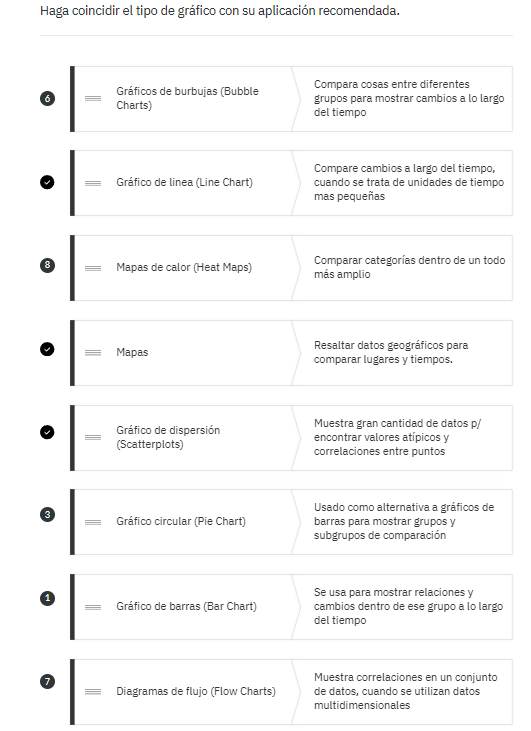 Haga coincidir el tipo de gráfico con su aplicación recomendada.
6
Gráficos de burbujas (Bubble
Charts)
Compara cosas entre diferentes
grupos para mostrar cambios a lo largo
del tiempo
Gráfico de linea (Line Chart)
Compare cambios a largo del tiempo,
cuando se trata de unidades de tiempo
mas pequeñas
8
Mapas de calor (Heat Maps)
Comparar categorías dentro de un todo
más amplio
Mapas
Resaltar datos geográficos para
comparar lugares y tiempos.
Gráfico de dispersión
(Scatterplots)
Muestra gran cantidad de datos p/
encontrar valores atípicos y
correlaciones entre puntos
3
Gráfico circular (Pie Chart)
Usado como alternativa a gráficos de
barras para mostrar grupos y
subgrupos de comparación
1
Gráfico de barras (Bar Chart)
Se usa para mostrar relaciones y
cambios dentro de ese grupo a lo largo
del tiempo
7
Diagramas de flujo (Flow Charts)
Muestra correlaciones en un conjunto
de datos, cuando se utilizan datos
multidimensionales